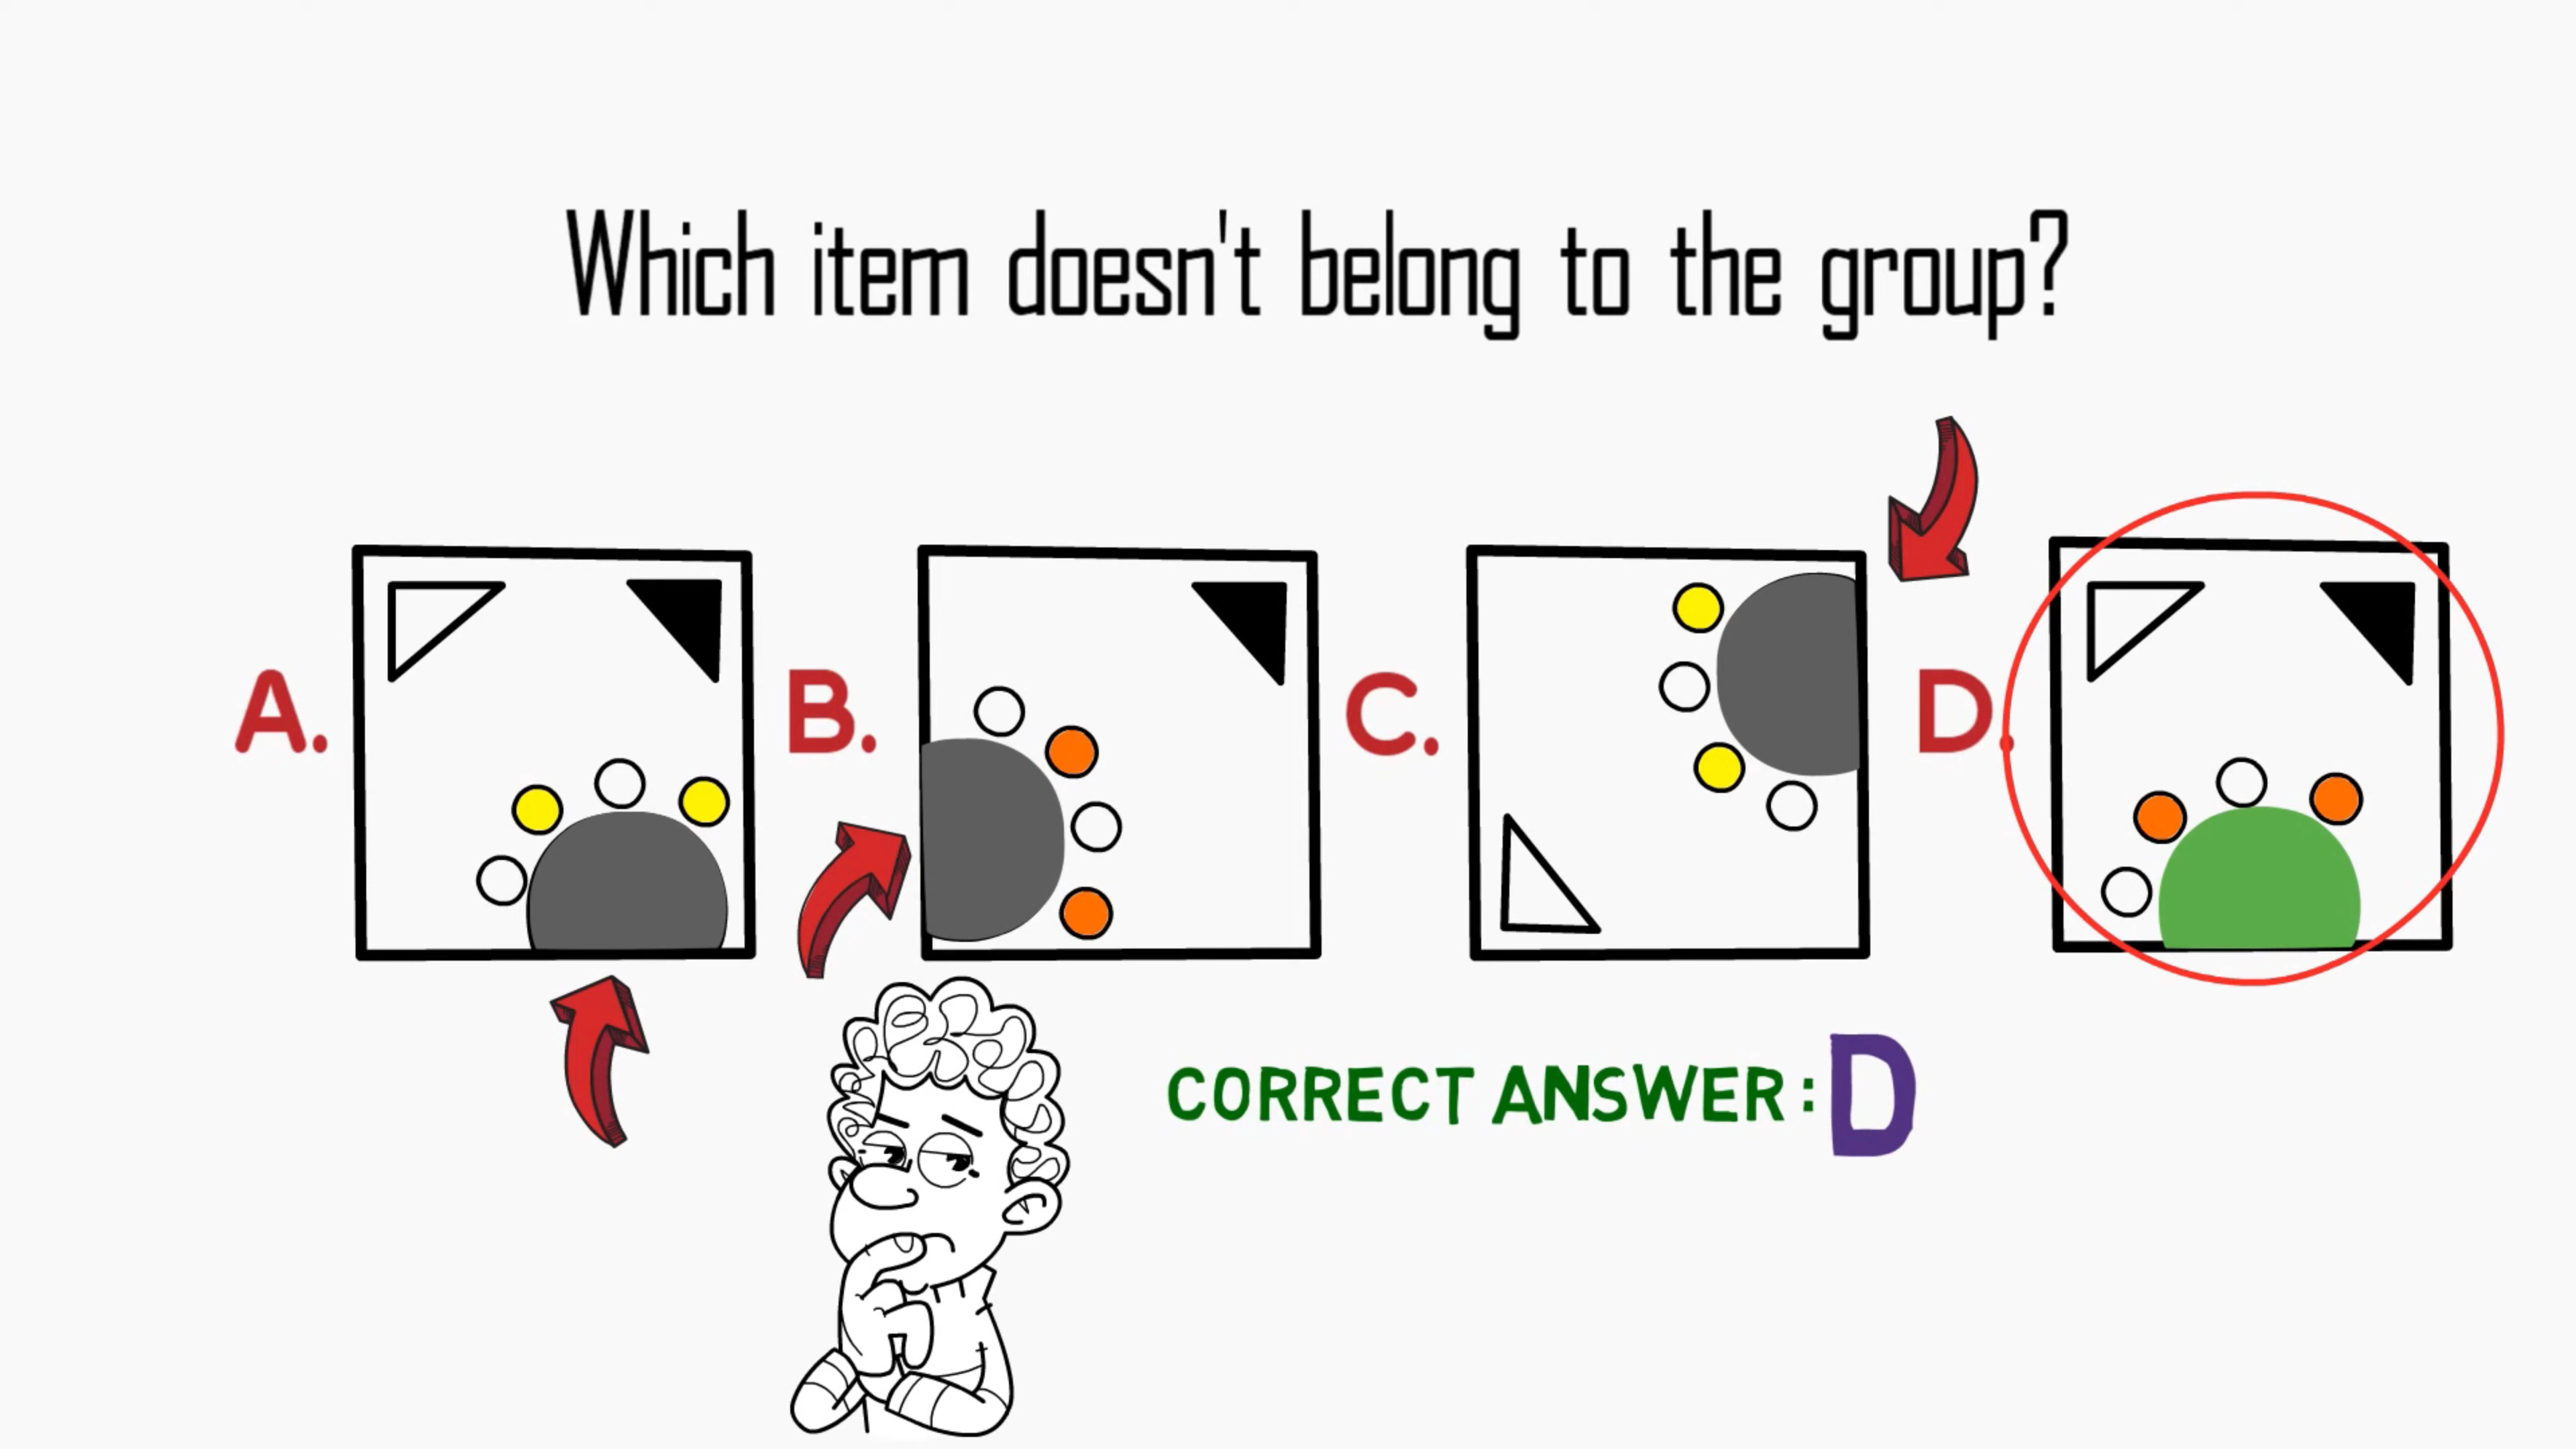 Which item doesn't belong to the group?
A.
B.
C.
D.
CORRECT ANSWER: D